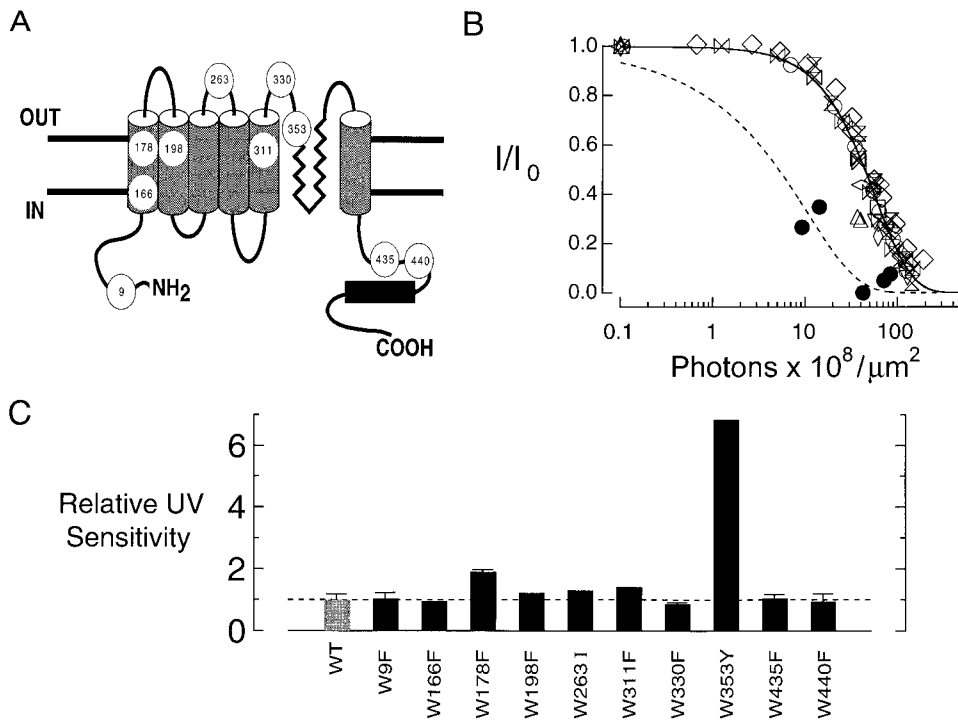 A
OUT
IN
178
198
263
311
330
353
166
9
NH2
435
440
COOH
B
I/I0
1.0
0.8
0.6
0.4
0.2
0.0
0.1
1
10
100
Photons x 10^8/μm^2
C
Relative UV
Sensitivity
6
4
2
0
WT
W9F
W166F
W178F
W198F
W263I
W311F
W330F
W353Y
W435F
W440F